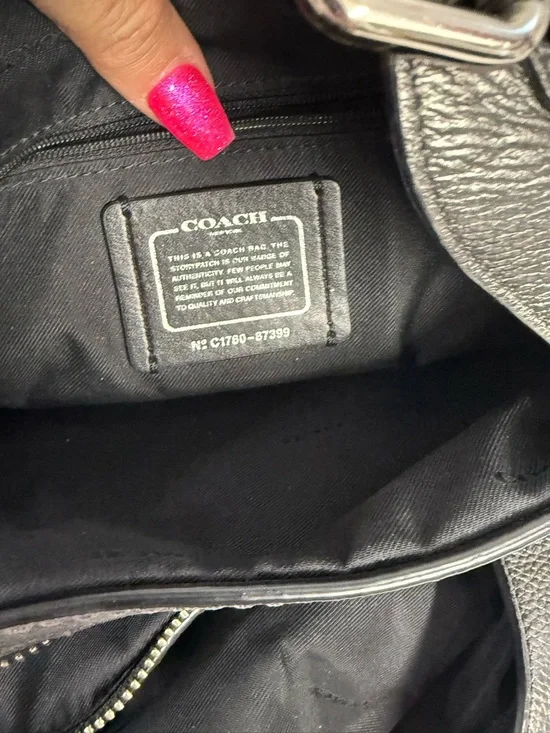 COACH
NEW YORK
THIS IS A COACH BAG. THE
STORYPATCH IS OUR BADGE OF
AUTHENTICITY. FEW PEOPLE MAY
SEE IT, BUT IT WILL ALWAYS BE A
REMINDER OF OUR COMMITMENT
TO QUALITY AND CRAFTSMANSHIP.
Nº C1760-57399